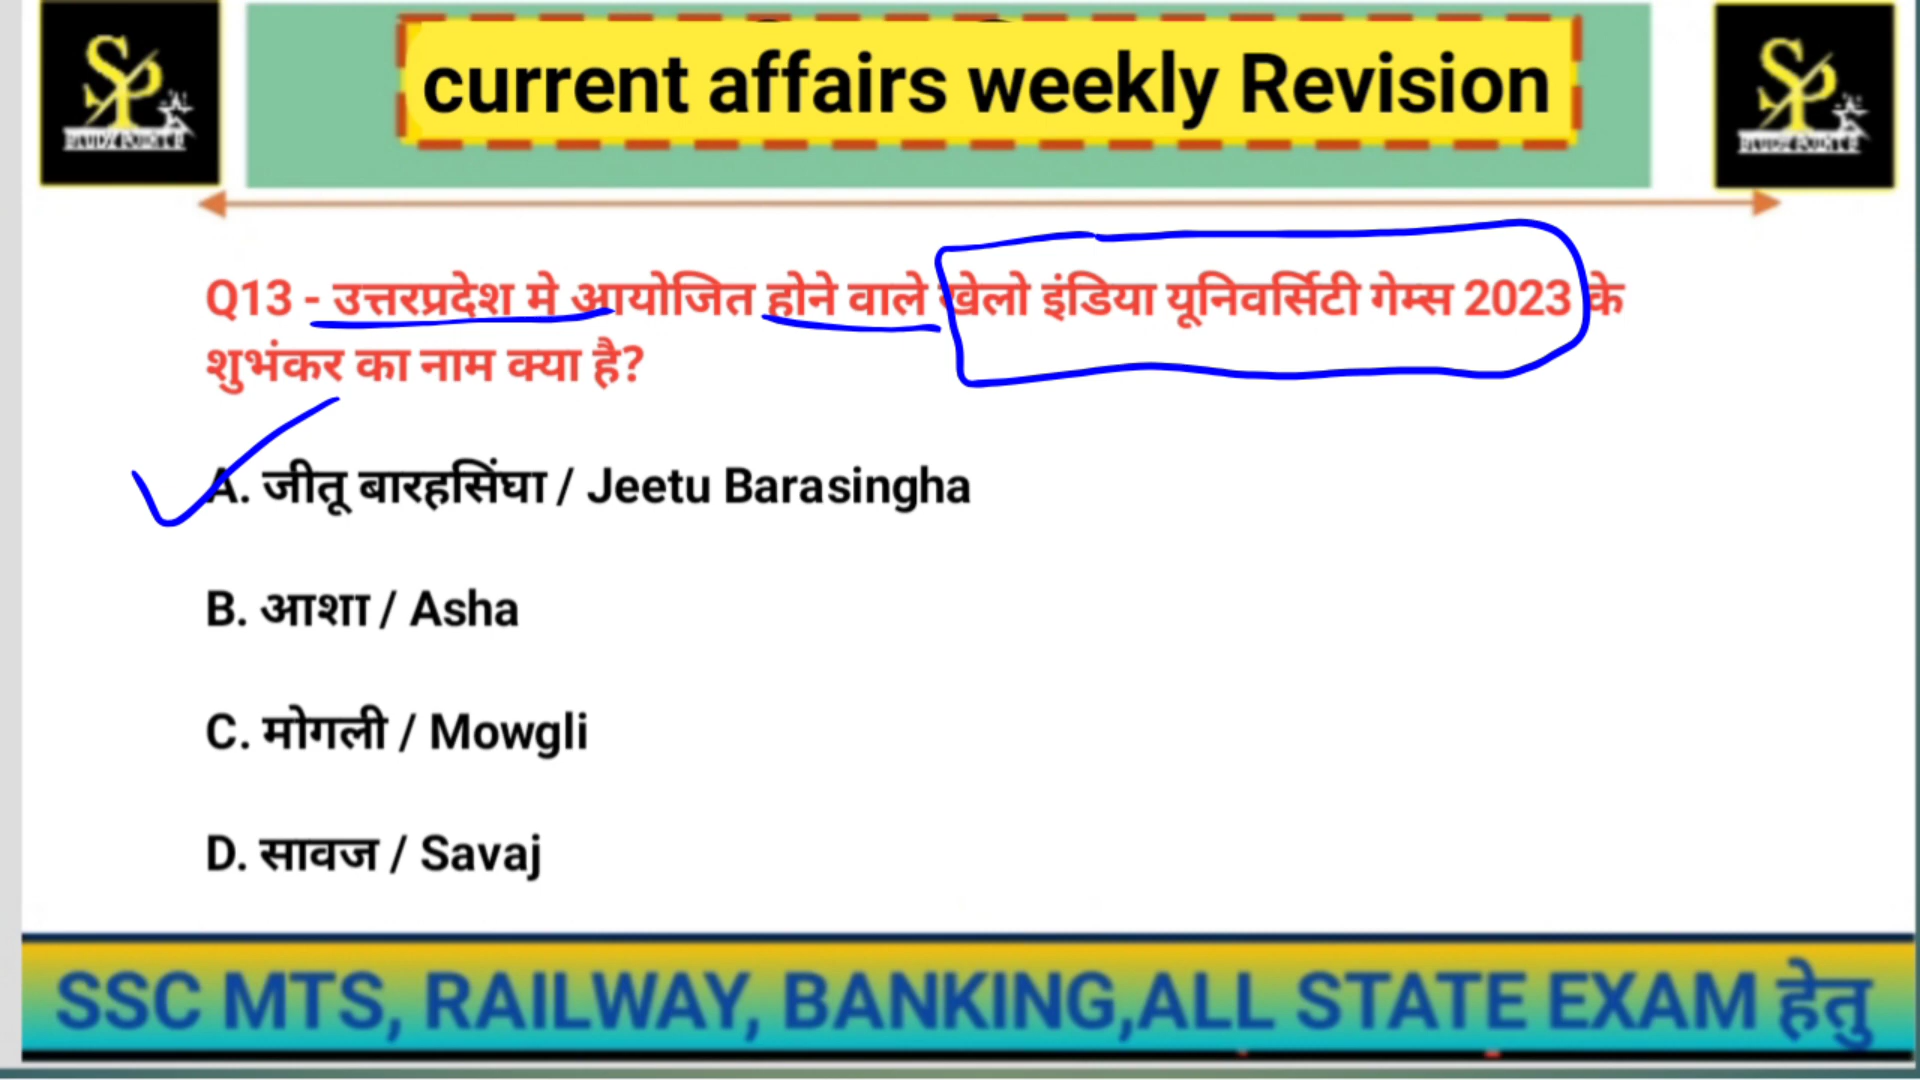 current affairs weekly Revision
Q13 - उत्तरप्रदेश मे आयोजित होने वाले खेलो इंडिया यूनिवर्सिटी गेम्स 2023 के
शुभंकर का नाम क्या है?
A. जीतू बारहसिंघा / Jeetu Barasingha
B. आशा / Asha
C. मोगली / Mowgli
D. सावज / Savaj
SSC MTS, RAILWAY, BANKING,ALL STATE EXAM हेतु